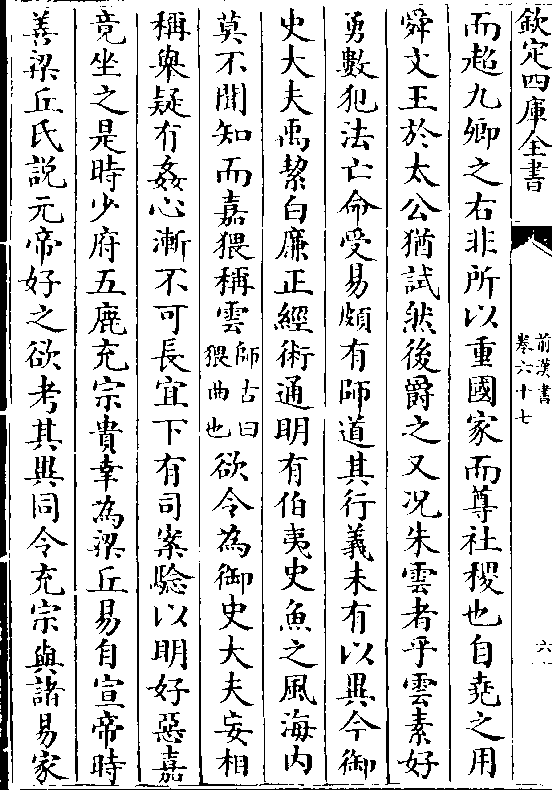 欽定四庫全書
前漢書
卷六十七
六
而超九卿之右非所以重國家而尊社稷也自堯之用
舜文王於太公猶試然後爵之又况朱雲者乎雲素好
勇數犯法亡命受易頗有師道其行義未有以異今御
史大夫禹絜白廉正經術通明有伯夷史魚之風海内
莫不聞知而嘉猥稱雲師古曰猥曲也欲令為御史大夫妄相
稱舉疑有姦心漸不可長宜下有司案驗以明好惡嘉
竟坐之是時少府五鹿充宗貴幸為梁丘易自宣帝時
善梁丘氏說元帝好之欲考其異同令充宗與諸易家